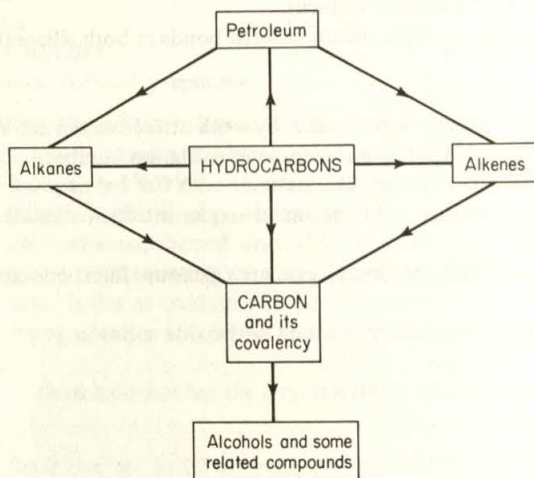 Petroleum
Alkanes
HYDROCARBONS
Alkenes
CARBON
and its
covalency
Alcohols and some
related compounds